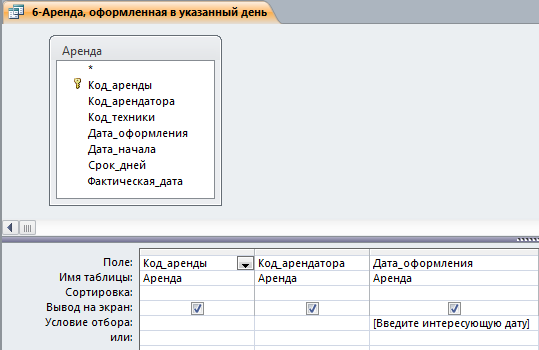 6-Аренда, оформленная в указанный день
Аренда
*
Код_аренды
Код_арендатора
Код_техники
Дата_оформления
Дата_начала
Срок_дней
Фактическая_дата
Поле: Код_аренды Код_арендатора Дата_оформления
Имя таблицы: Аренда Аренда Аренда
Сортировка:
Вывод на экран:
Условие отбора: [Введите интересующую дату]
или: